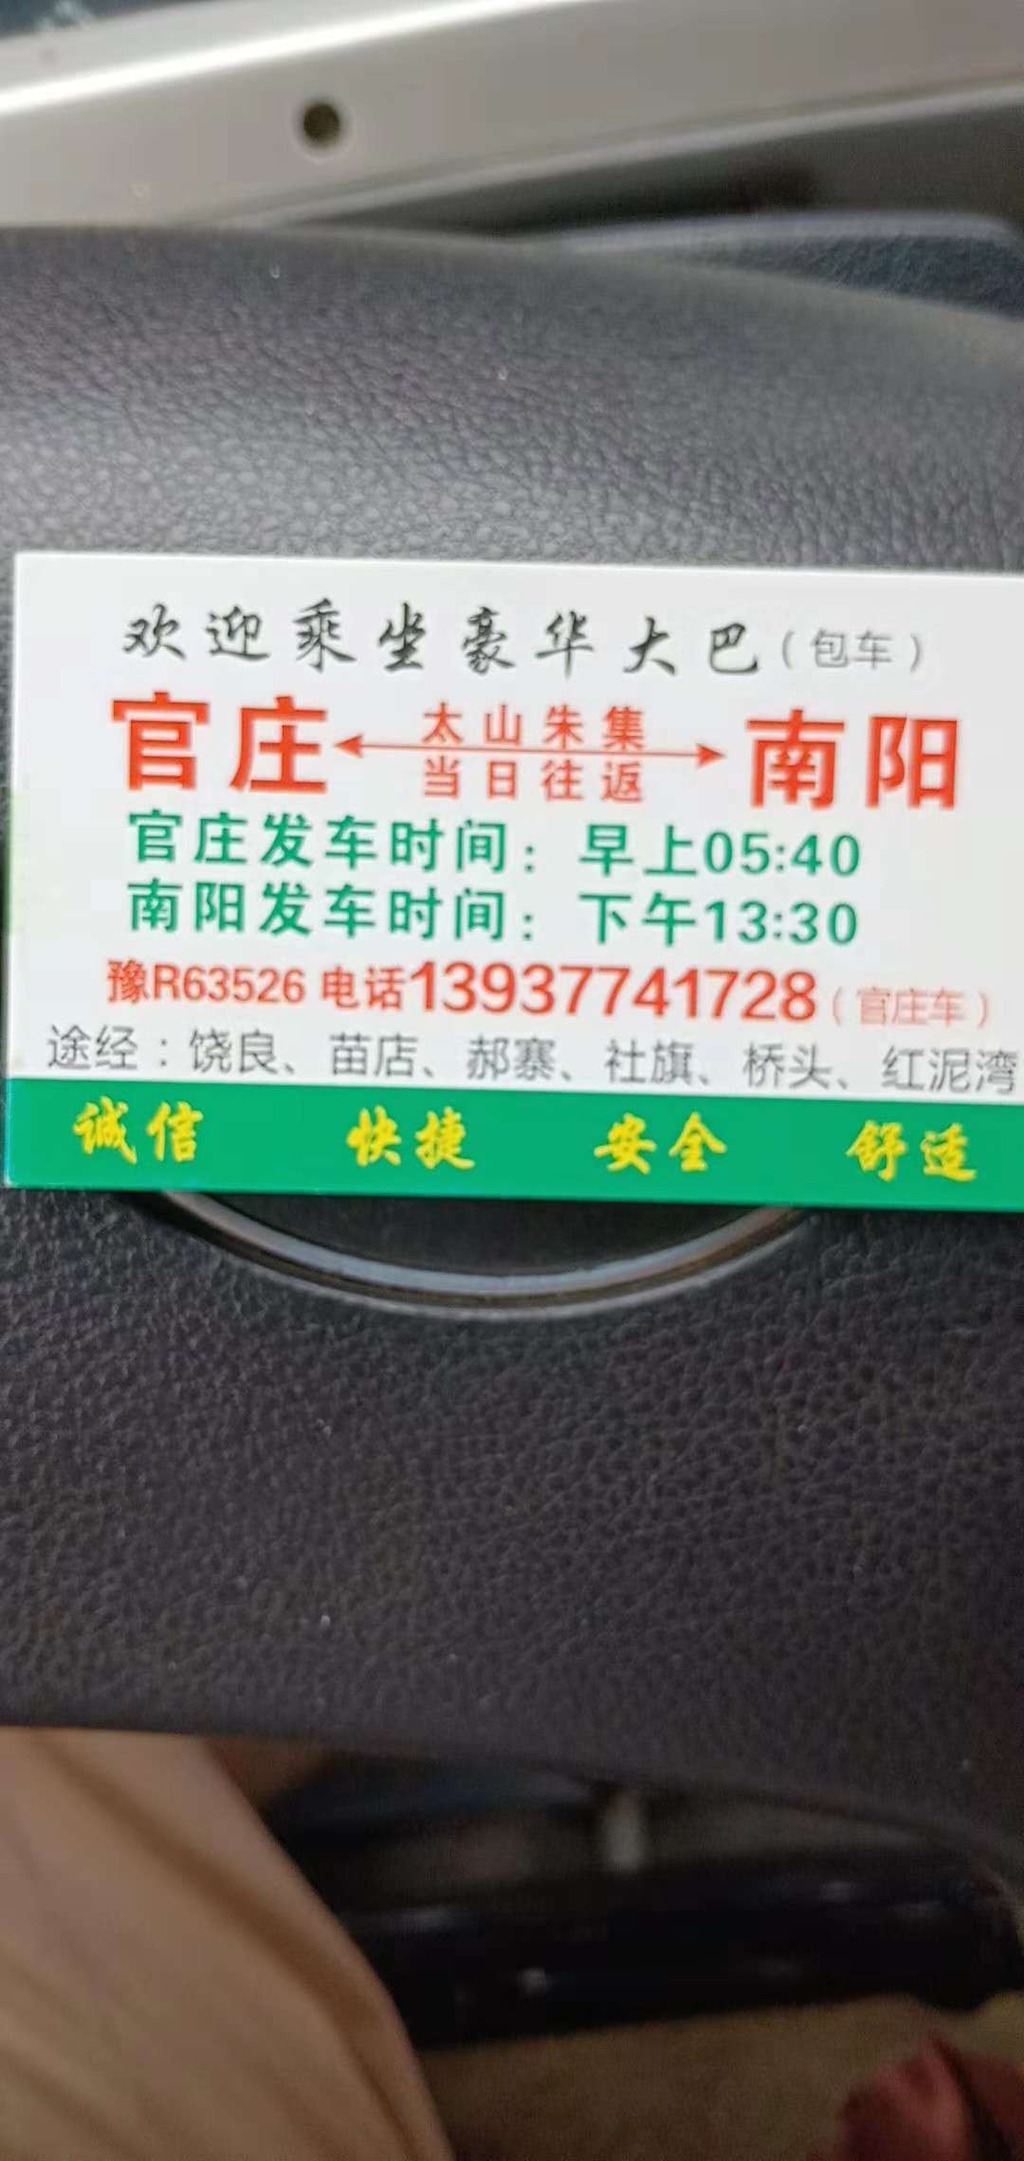 欢迎乘坐豪华大巴（包车）
官庄 太山朱集 南阳
当日往返
官庄发车时间：早上05:40
南阳发车时间：下午13:30
豫R63526 电话13937741728（官庄车）
途经：饶良、苗店、郝寨、社旗、桥头、红泥湾
诚信 快捷 安全 舒适